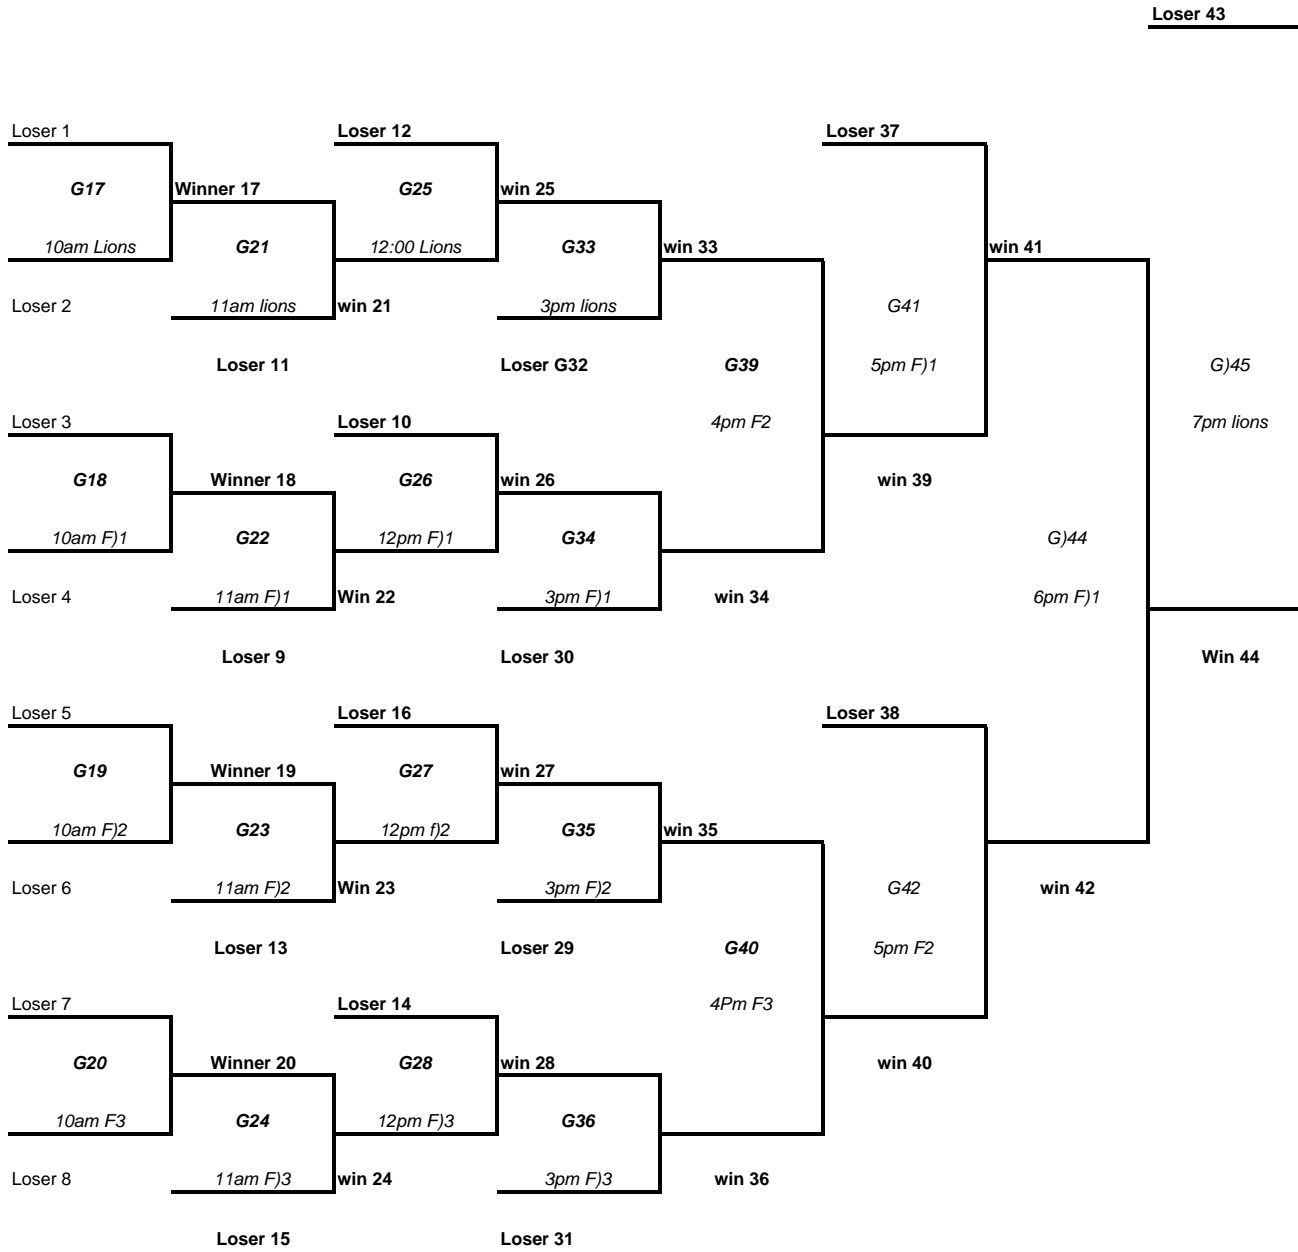 Loser 43
Loser 1
Loser 12
Loser 37
G17
Winner 17
G25
win 25
10am Lions
G21
12:00 Lions
G33
win 33
win 41
Loser 2
11am lions
win 21
3pm lions
G41
Loser 11
Loser G32
G39
5pm F)1
G)45
Loser 3
Loser 10
4pm F2
7pm lions
G18
Winner 18
G26
win 26
win 39
10am F)1
G22
12pm F)1
G34
G)44
Loser 4
11am F)1
Win 22
3pm F)1
win 34
6pm F)1
Loser 9
Loser 30
Win 44
Loser 5
Loser 16
Loser 38
G19
Winner 19
G27
win 27
10am F)2
G23
12pm f)2
G35
win 35
Loser 6
11am F)2
Win 23
3pm F)2
G42
win 42
Loser 13
Loser 29
G40
5pm F2
Loser 7
Loser 14
4Pm F3
G20
Winner 20
G28
win 28
win 40
10am F3
G24
12pm F)3
G36
Loser 8
11am F)3
win 24
3pm F)3
win 36
Loser 15
Loser 31